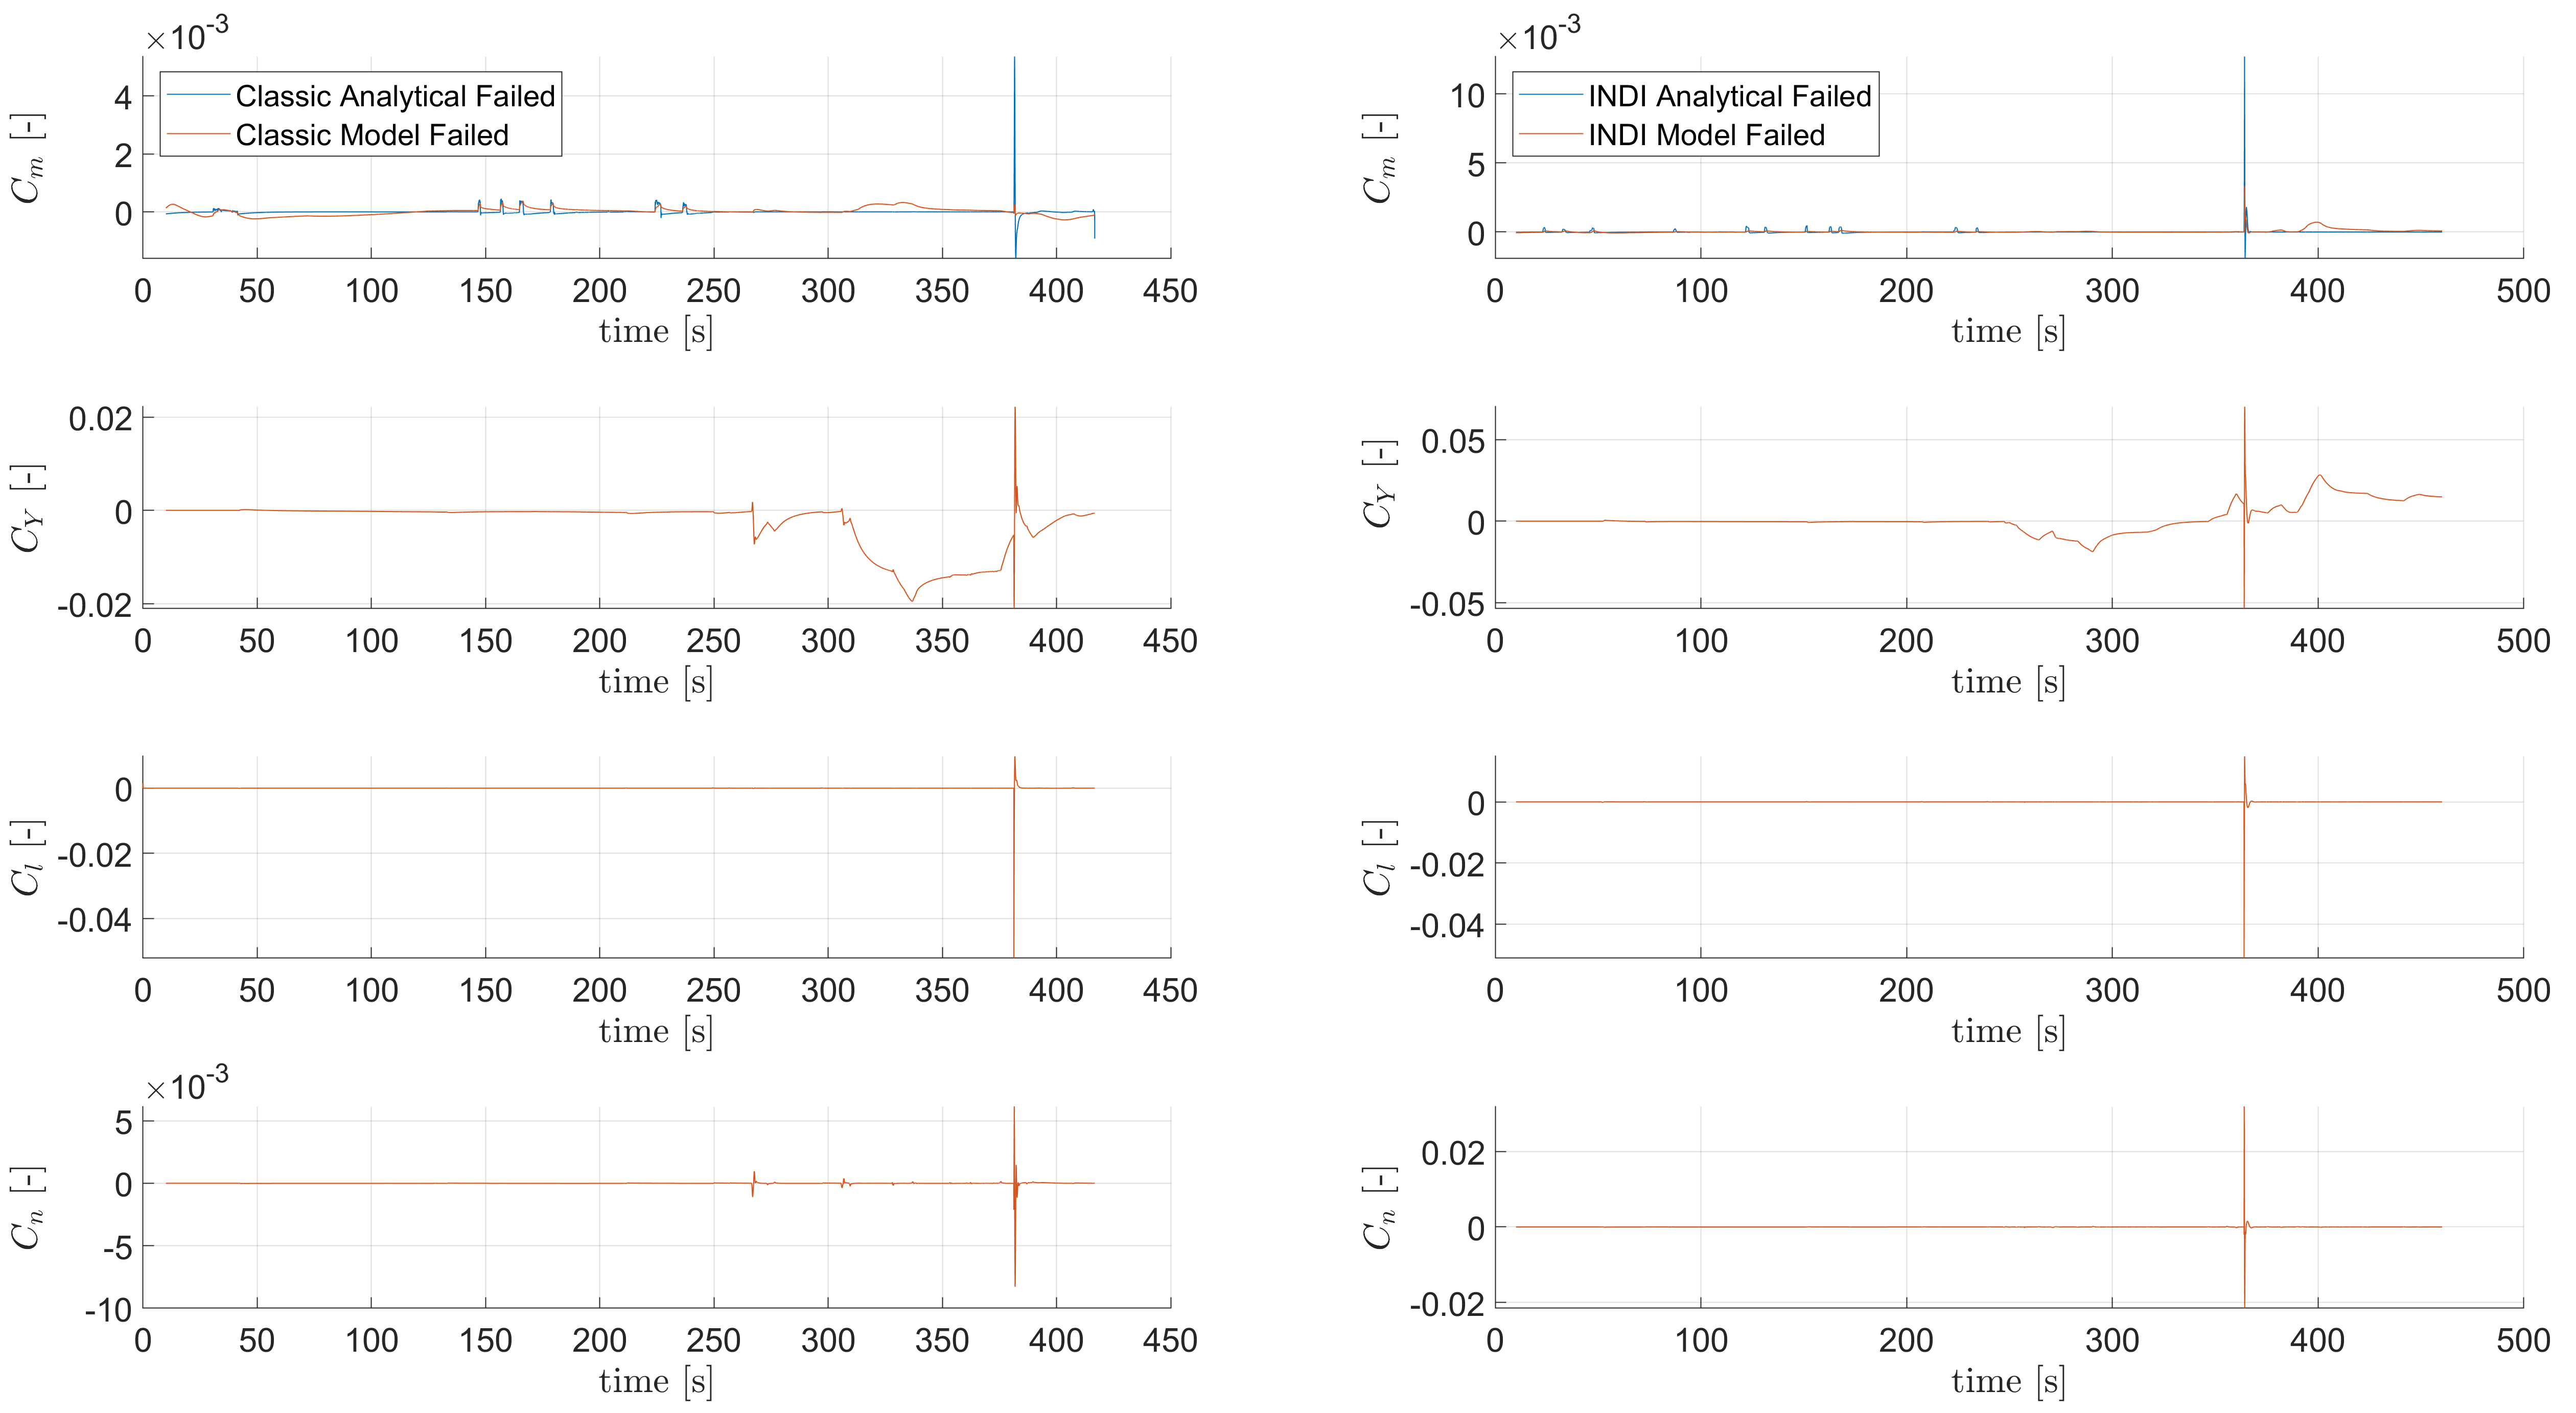 ×10-3
4
2
0
C_m [-]
Classic Analytical Failed
Classic Model Failed
0 50 100 150 200 250 300 350 400 450
time [s]
×10-3
10
5
0
C_m [-]
INDI Analytical Failed
INDI Model Failed
0 100 200 300 400 500
time [s]
0.02
0
-0.02
C_Y [-]
0 50 100 150 200 250 300 350 400 450
time [s]
0.05
0
-0.05
C_Y [-]
0 100 200 300 400 500
time [s]
0
-0.02
-0.04
C_l [-]
0 50 100 150 200 250 300 350 400 450
time [s]
0
-0.02
-0.04
C_l [-]
0 100 200 300 400 500
time [s]
×10-3
5
0
-5
-10
C_n [-]
0 50 100 150 200 250 300 350 400 450
time [s]
0.02
0
-0.02
C_n [-]
0 100 200 300 400 500
time [s]